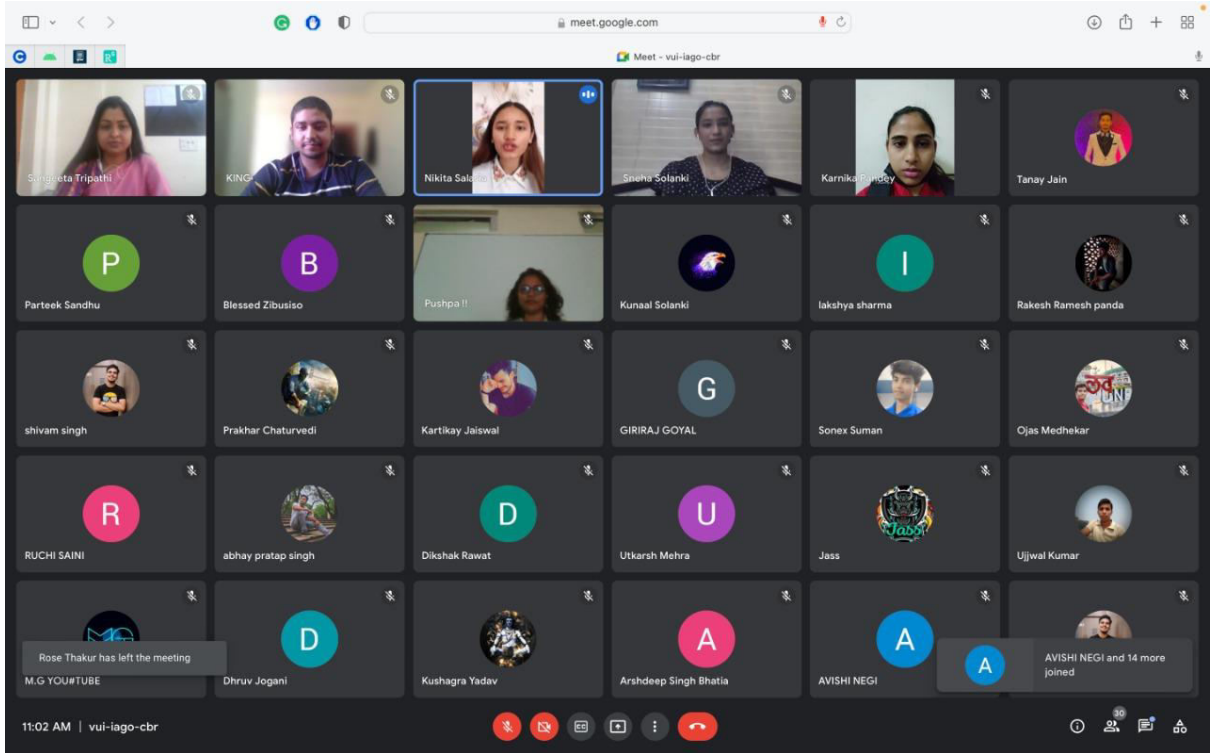 meet.google.com
Meet - vui-iago-cbr
Sangeeta Tripathi
KING
Nikita
Sneha Solanki
Karnika Pandey
Tanay Jain
P
Parteek Sandhu
B
Blessed Zibusiso
Pushpa !!
Kunaal Solanki
l
lakshya sharma
Rakesh Ramesh panda
shivam singh
Prakhar Chaturvedi
Kartikay Jaiswal
G
GIRIRAJ GOYAL
Sonex Suman
Ojas Medhekar
R
RUCHI SAINI
abhay pratap singh
D
Dikshak Rawat
U
Utkarsh Mehra
Jass
Jass
Ujjwal Kumar
Rose Thakur has left the meeting
M.G YOU#TUBE
D
Dhruv Jogani
Kushagra Yadav
A
Arshdeep Singh Bhatia
A
AVISHI NEGI
A
AVISHI NEGI and 14 more
joined
11:02 AM | vui-iago-cbr
CC
30